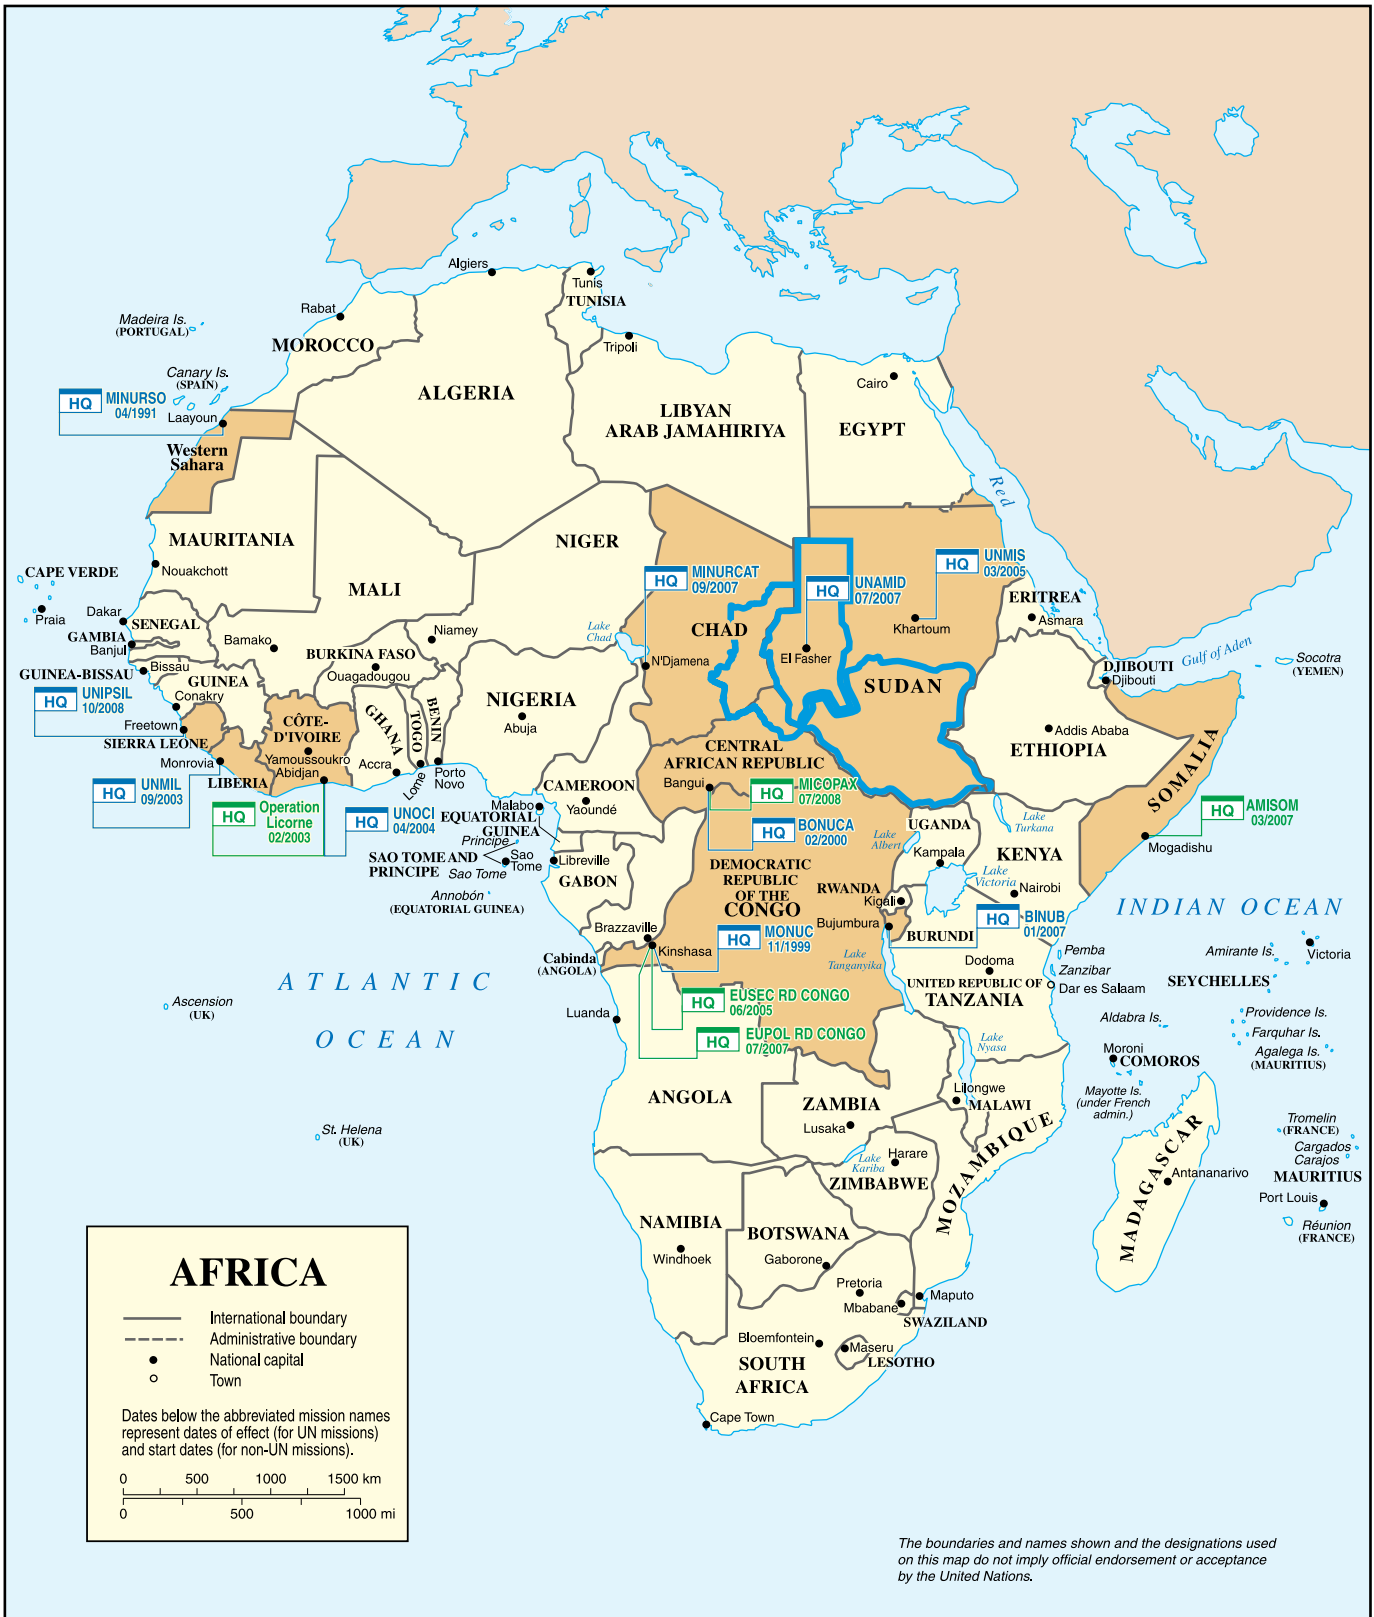 Algiers
Tunis
TUNISIA
Rabat
Madeira Is.
(PORTUGAL)
MOROCCO
Tripoli
Canary Is.
(SPAIN)
HQ
MINURSO
04/1991
Laayoun
Western
Sahara
ALGERIA
LIBYAN
ARAB JAMAHIRIYA
Cairo
EGYPT
Red
MAURITANIA
Nouakchott
MALI
NIGER
CAPE VERDE
Praia
Dakar
SENEGAL
GAMBIA
Banjul
GUINEA-BISSAU
Bissau
GUINEA
Conakry
Bamako
BURKINA FASO
Ouagadougou
Niamey
HQ
MINURCAT
09/2007
Lake
Chad
CHAD
N'Djamena
HQ
UNAMID
07/2007
El Fasher
HQ
UNMIS
03/2005
Khartoum
SUDAN
ERITREA
Asmara
DJIBOUTI
Djibouti
Gulf of Aden
Socotra
(YEMEN)
HQ
UNIPSIL
10/2008
Freetown
SIERRA LEONE
Monrovia
LIBERIA
CÔTE-
D'IVOIRE
Yamoussoukro
Abidjan
GHANA
Accra
TOGO
Lome
BENIN
Porto
Novo
NIGERIA
Abuja
HQ
UNMIL
09/2003
HQ
Operation
Licorne
02/2003
HQ
UNOCI
04/2004
CENTRAL
AFRICAN REPUBLIC
Bangui
HQ
MICOPAX
07/2008
HQ
BONUCA
02/2000
CAMEROON
Yaoundé
Malabo
EQUATORIAL
GUINEA
Principe
SAO TOME AND
PRINCIPE
Sao
Tome
Sao Tome
Libreville
GABON
Annobón
(EQUATORIAL GUINEA)
Addis Ababa
ETHIOPIA
SOMALIA
HQ
AMISOM
03/2007
Mogadishu
Lake
Turkana
UGANDA
Lake
Albert
Kampala
KENYA
Lake
Victoria
Nairobi
DEMOCRATIC
REPUBLIC
OF THE
CONGO
RWANDA
Kigali
Bujumbura
BURUNDI
HQ
BINUB
01/2007
INDIAN OCEAN
Brazzaville
Kinshasa
HQ
MONUC
11/1999
Cabinda
(ANGOLA)
Lake
Tanganyika
Dodoma
UNITED REPUBLIC OF
TANZANIA
Pemba
Zanzibar
Dar es Salaam
Amirante Is.
Victoria
SEYCHELLES
ATLANTIC
OCEAN
Ascension
(UK)
HQ
EUSEC RD CONGO
06/2005
HQ
EUPOL RD CONGO
07/2007
Luanda
Aldabra Is.
Providence Is.
Farquhar Is.
Agalega Is.
(MAURITIUS)
Lake
Nyasa
Moroni
COMOROS
Mayotte Is.
(under French
admin.)
ANGOLA
ZAMBIA
Lusaka
Lilongwe
MALAWI
St. Helena
(UK)
Lake
Kariba
Harare
ZIMBABWE
MOZAMBIQUE
MADAGASCAR
Antananarivo
Tromelin
(FRANCE)
Cargados
Carajos
MAURITIUS
Port Louis
Réunion
(FRANCE)
NAMIBIA
Windhoek
BOTSWANA
Gaborone
Pretoria
Mbabane
Maputo
SWAZILAND
Bloemfontein
Maseru
LESOTHO
SOUTH
AFRICA
Cape Town
AFRICA
International boundary
Administrative boundary
National capital
Town
Dates below the abbreviated mission names
represent dates of effect (for UN missions)
and start dates (for non-UN missions).
0 500 1000 1500 km
0 500 1000 mi
The boundaries and names shown and the designations used
on this map do not imply official endorsement or acceptance
by the United Nations.